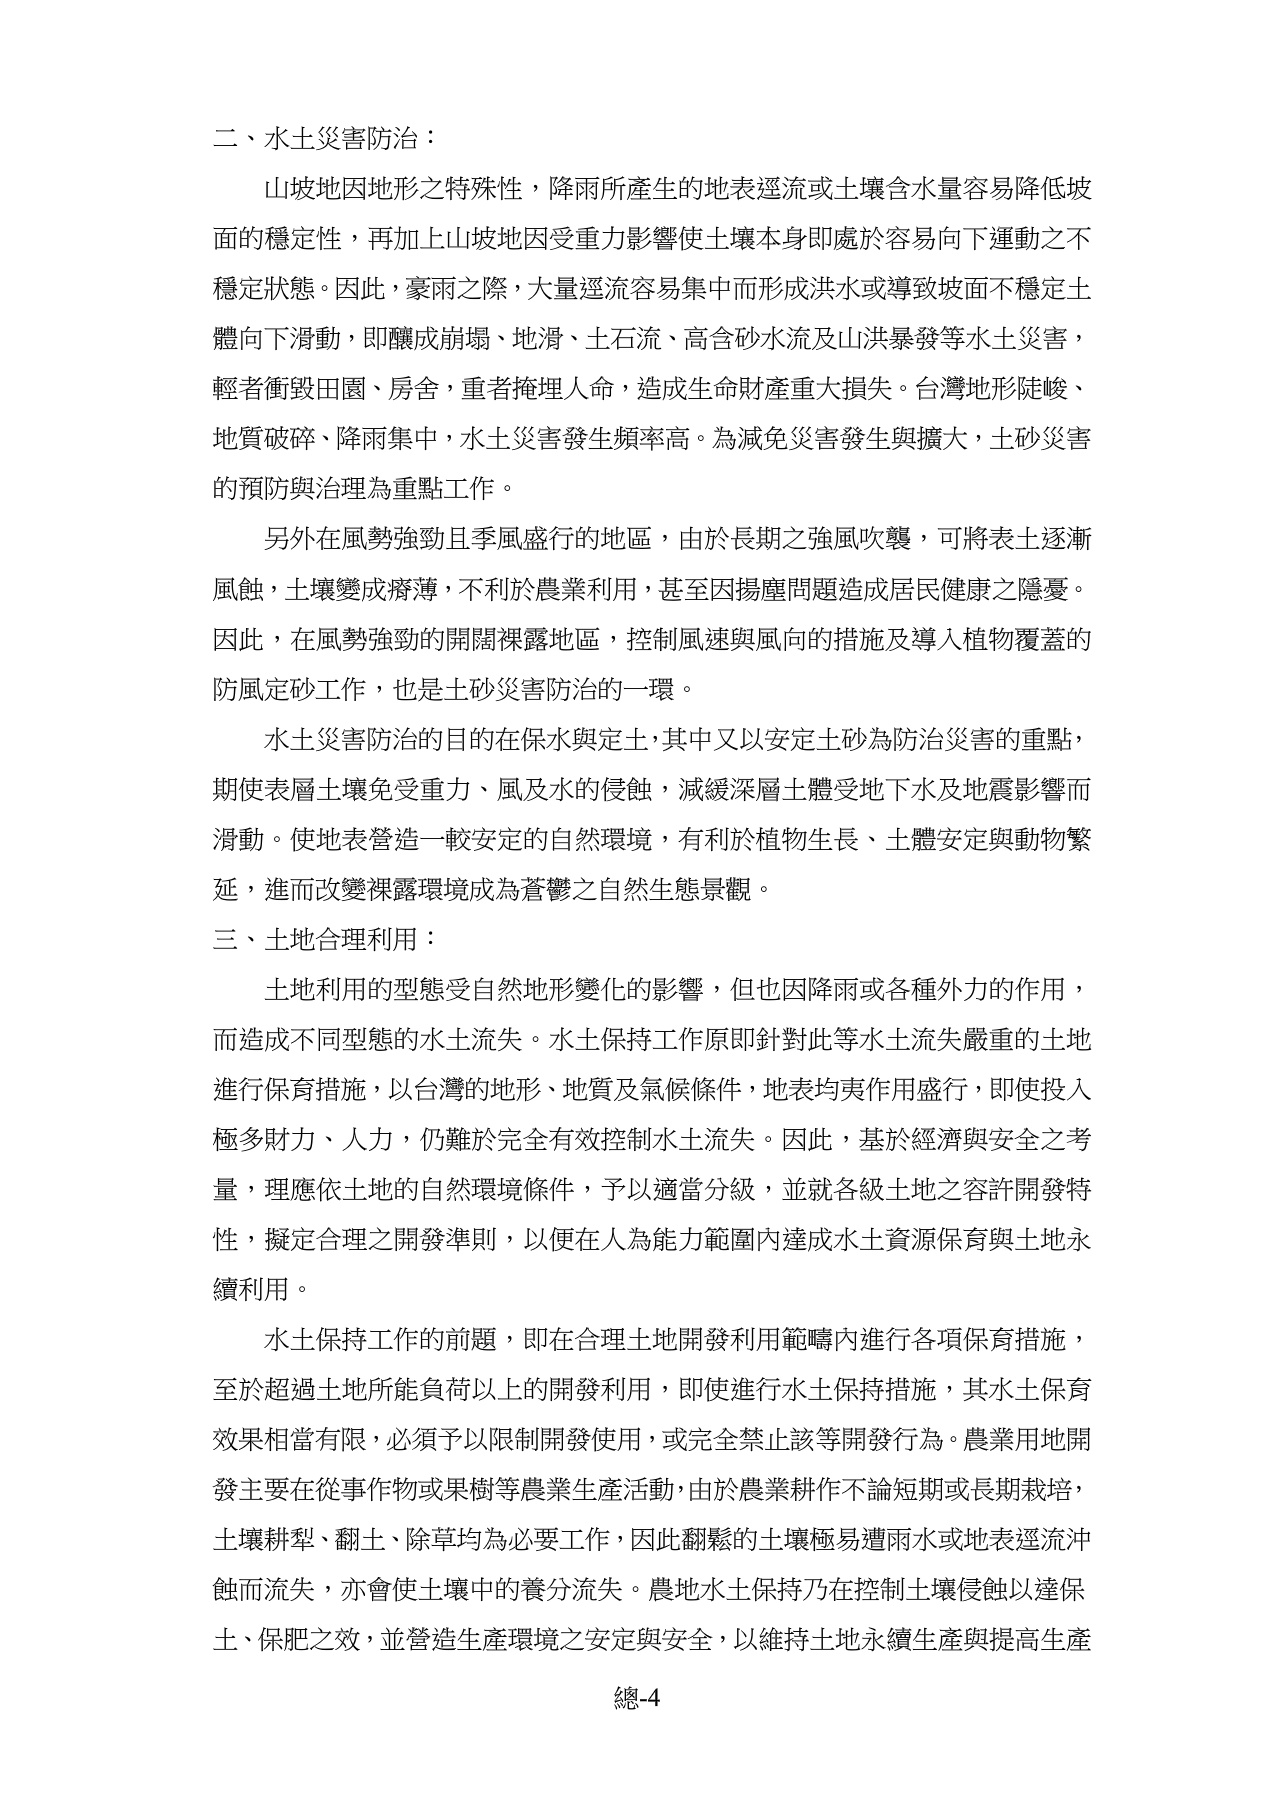 二、水土災害防治：
山坡地因地形之特殊性，降雨所產生的地表逕流或土壤含水量容易降低坡
面的穩定性，再加上山坡地因受重力影響使土壤本身即處於容易向下運動之不
穩定狀態。因此，豪雨之際，大量逕流容易集中而形成洪水或導致坡面不穩定土
體向下滑動，即釀成崩塌、地滑、土石流、高含砂水流及山洪暴發等水土災害，
輕者衝毀田園、房舍，重者掩埋人命，造成生命財產重大損失。台灣地形陡峻、
地質破碎、降雨集中，水土災害發生頻率高。為減免災害發生與擴大，土砂災害
的預防與治理為重點工作。
另外在風勢強勁且季風盛行的地區，由於長期之強風吹襲，可將表土逐漸
風蝕，土壤變成瘠薄，不利於農業利用，甚至因揚塵問題造成居民健康之隱憂。
因此，在風勢強勁的開闊裸露地區，控制風速與風向的措施及導入植物覆蓋的
防風定砂工作，也是土砂災害防治的一環。
水土災害防治的目的在保水與定土，其中又以安定土砂為防治災害的重點，
期使表層土壤免受重力、風及水的侵蝕，減緩深層土體受地下水及地震影響而
滑動。使地表營造一較安定的自然環境，有利於植物生長、土體安定與動物繁
延，進而改變裸露環境成為蒼鬱之自然生態景觀。
三、土地合理利用：
土地利用的型態受自然地形變化的影響，但也因降雨或各種外力的作用，
而造成不同型態的水土流失。水土保持工作原即針對此等水土流失嚴重的土地
進行保育措施，以台灣的地形、地質及氣候條件，地表均夷作用盛行，即使投入
極多財力、人力，仍難於完全有效控制水土流失。因此，基於經濟與安全之考
量，理應依土地的自然環境條件，予以適當分級，並就各級土地之容許開發特
性，擬定合理之開發準則，以便在人為能力範圍內達成水土資源保育與土地永
續利用。
水土保持工作的前題，即在合理土地開發利用範疇內進行各項保育措施，
至於超過土地所能負荷以上的開發利用，即使進行水土保持措施，其水土保育
效果相當有限，必須予以限制開發使用，或完全禁止該等開發行為。農業用地開
發主要在從事作物或果樹等農業生產活動，由於農業耕作不論短期或長期栽培，
土壤耕犁、翻土、除草均為必要工作，因此翻鬆的土壤極易遭雨水或地表逕流沖
蝕而流失，亦會使土壤中的養分流失。農地水土保持乃在控制土壤侵蝕以達保
土、保肥之效，並營造生產環境之安定與安全，以維持土地永續生產與提高生產
總-4